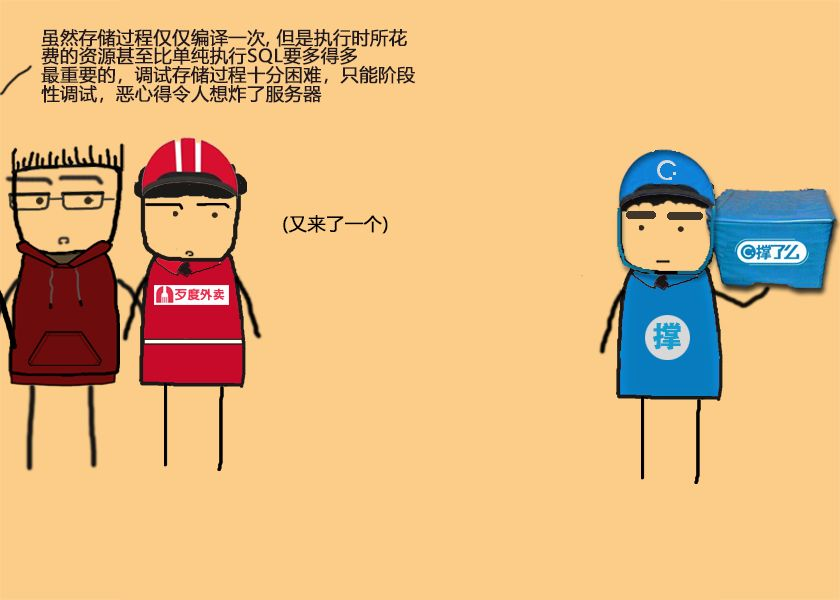 虽然存储过程仅仅编译一次, 但是执行时所花
费的资源甚至比单纯执行SQL要多得多
最重要的，调试存储过程十分困难，只能阶段
性调试，恶心得令人想炸了服务器
(又来了一个)
歹度外卖
C撑了么
撑